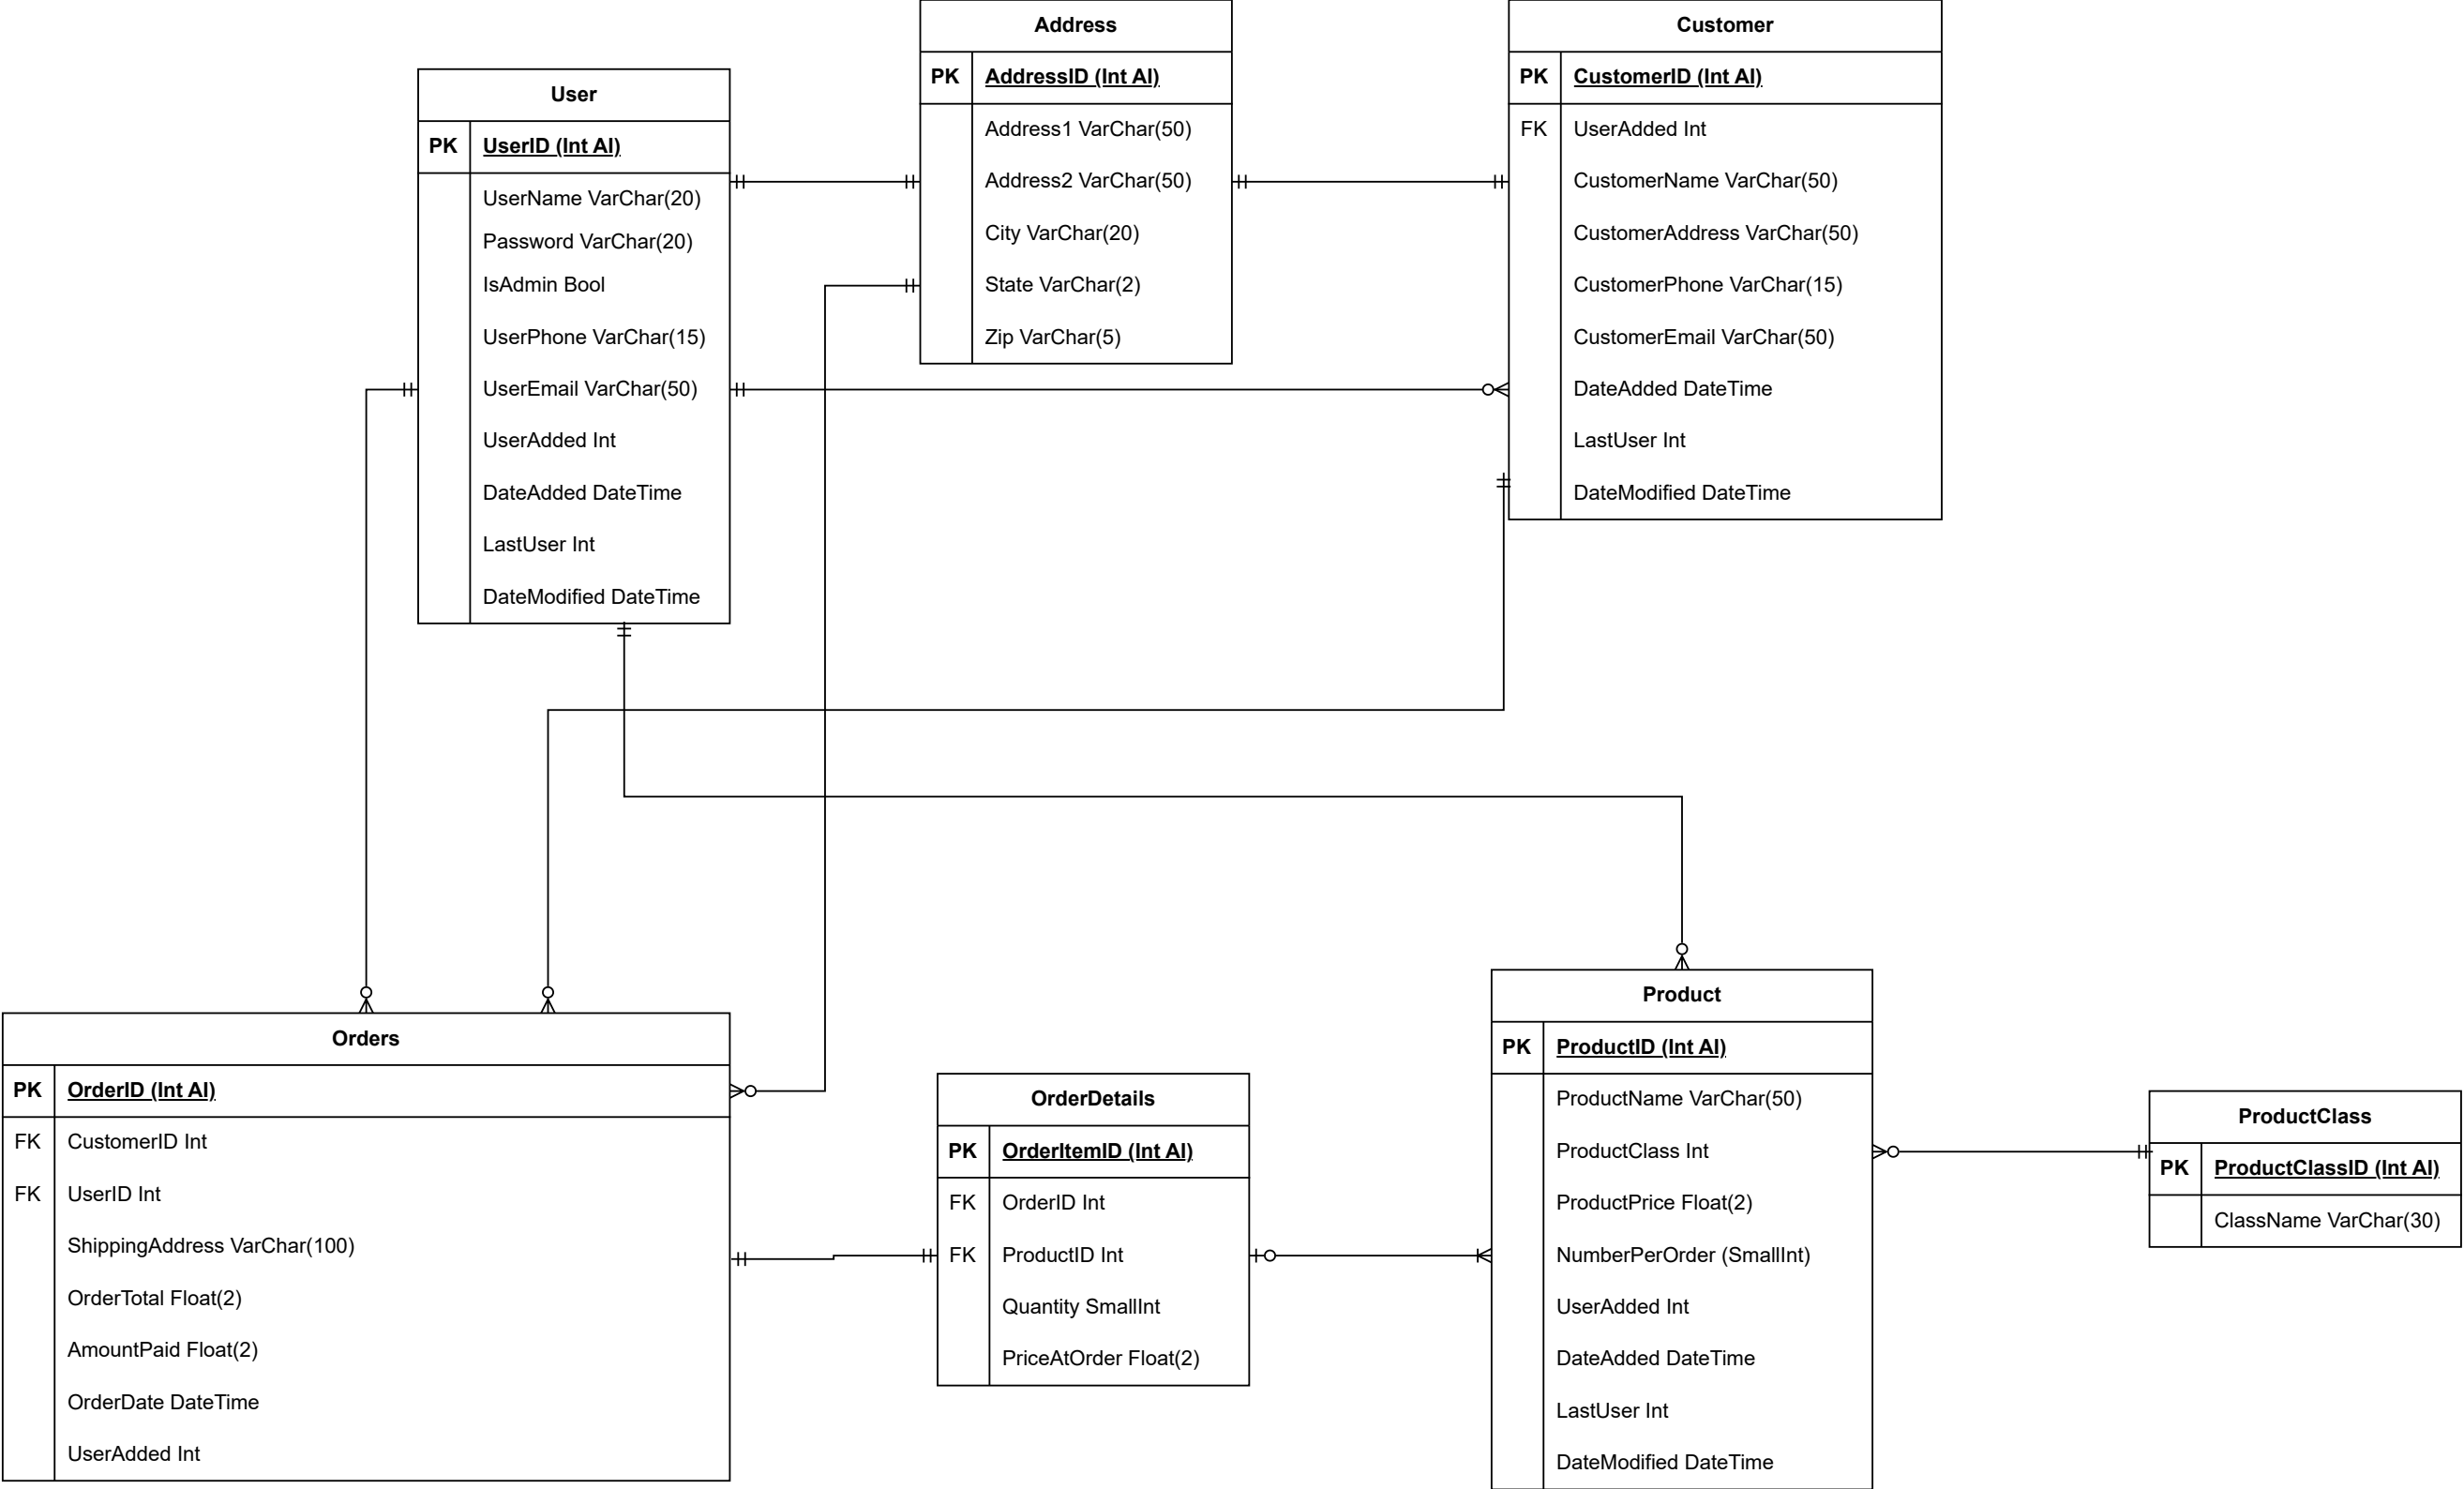 Address
PK AddressID (Int AI)
Address1 VarChar(50)
Address2 VarChar(50)
City VarChar(20)
State VarChar(2)
Zip VarChar(5)
Customer
PK CustomerID (Int AI)
FK UserAdded Int
CustomerName VarChar(50)
CustomerAddress VarChar(50)
CustomerPhone VarChar(15)
CustomerEmail VarChar(50)
DateAdded DateTime
LastUser Int
DateModified DateTime
User
PK UserID (Int AI)
UserName VarChar(20)
Password VarChar(20)
IsAdmin Bool
UserPhone VarChar(15)
UserEmail VarChar(50)
UserAdded Int
DateAdded DateTime
LastUser Int
DateModified DateTime
Orders
PK OrderID (Int AI)
FK CustomerID Int
FK UserID Int
ShippingAddress VarChar(100)
OrderTotal Float(2)
AmountPaid Float(2)
OrderDate DateTime
UserAdded Int
OrderDetails
PK OrderItemID (Int AI)
FK OrderID Int
FK ProductID Int
Quantity SmallInt
PriceAtOrder Float(2)
Product
PK ProductID (Int AI)
ProductName VarChar(50)
ProductClass Int
ProductPrice Float(2)
NumberPerOrder (SmallInt)
UserAdded Int
DateAdded DateTime
LastUser Int
DateModified DateTime
ProductClass
PK ProductClassID (Int AI)
ClassName VarChar(30)